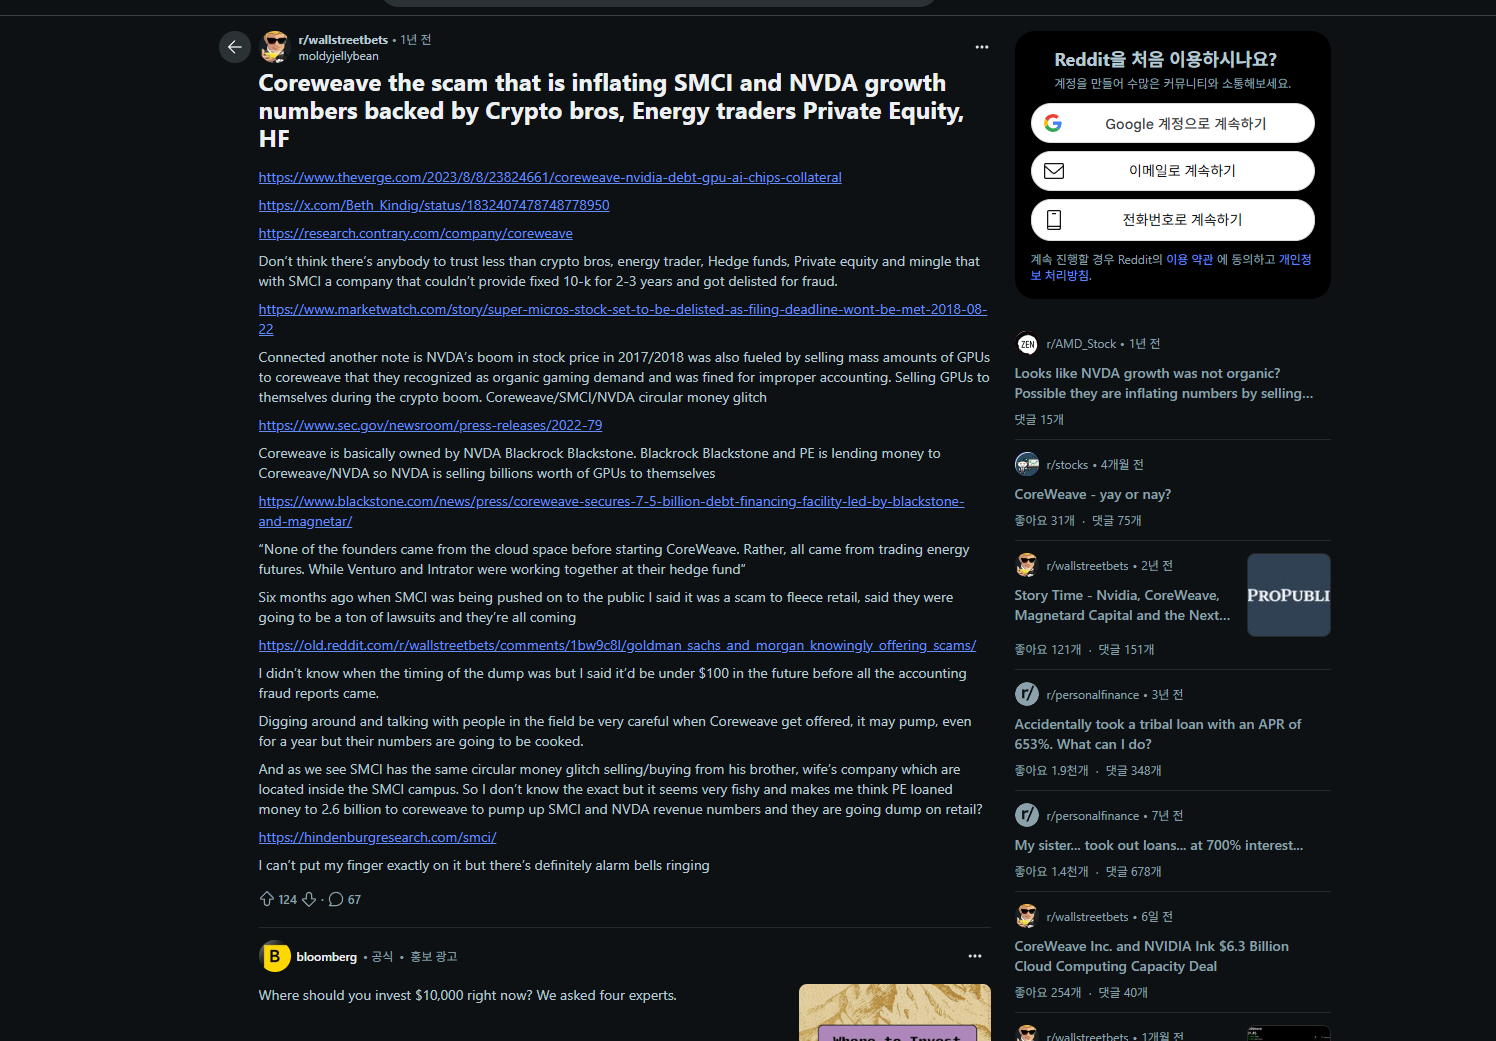 r/wallstreetbets • 1년 전
moldyjellybean
Coreweave the scam that is inflating SMCI and NVDA growth
numbers backed by Crypto bros, Energy traders Private Equity,
HF
https://www.theverge.com/2023/8/8/23824661/coreweave-nvidia-debt-gpu-ai-chips-collateral
https://x.com/Beth_Kindig/status/1832407478748778950
https://research.contrary.com/company/coreweave
Don’t think there’s anybody to trust less than crypto bros, energy trader, Hedge funds, Private equity and mingle that
with SMCI a company that couldn’t provide fixed 10-k for 2-3 years and got delisted for fraud.
https://www.marketwatch.com/story/super-micros-stock-set-to-be-delisted-as-filing-deadline-wont-be-met-2018-08-
22
Connected another note is NVDA’s boom in stock price in 2017/2018 was also fueled by selling mass amounts of GPUs
to coreweave that they recognized as organic gaming demand and was fined for improper accounting. Selling GPUs to
themselves during the crypto boom. Coreweave/SMCI/NVDA circular money glitch
https://www.sec.gov/newsroom/press-releases/2022-79
Coreweave is basically owned by NVDA Blackrock Blackstone. Blackrock Blackstone and PE is lending money to
Coreweave/NVDA so NVDA is selling billions worth of GPUs to themselves
https://www.blackstone.com/news/press/coreweave-secures-7-5-billion-debt-financing-facility-led-by-blackstone-
and-magnetar/
“None of the founders came from the cloud space before starting CoreWeave. Rather, all came from trading energy
futures. While Venturo and Intrator were working together at their hedge fund”
Six months ago when SMCI was being pushed on to the public I said it was a scam to fleece retail, said they were
going to be a ton of lawsuits and they’re all coming
https://old.reddit.com/r/wallstreetbets/comments/1bw9c8l/goldman_sachs_and_morgan_knowingly_offering_scams/
I didn’t know when the timing of the dump was but I said it’d be under $100 in the future before all the accounting
fraud reports came.
Digging around and talking with people in the field be very careful when Coreweave get offered, it may pump, even
for a year but their numbers are going to be cooked.
And as we see SMCI has the same circular money glitch selling/buying from his brother, wife’s company which are
located inside the SMCI campus. So I don’t know the exact but it seems very fishy and makes me think PE loaned
money to 2.6 billion to coreweave to pump up SMCI and NVDA revenue numbers and they are going dump on retail?
https://hindenburgresearch.com/smci/
I can’t put my finger exactly on it but there’s definitely alarm bells ringing
124 · 67
B bloomberg • 공식 • 홍보 광고
Where should you invest $10,000 right now? We asked four experts.
Where to Invest
Reddit을 처음 이용하시나요?
계정을 만들어 수많은 커뮤니티와 소통해보세요.
Google 계정으로 계속하기
이메일로 계속하기
전화번호로 계속하기
계속 진행할 경우 Reddit의 이용 약관 에 동의하고 개인정
보 처리방침.
ZEN r/AMD_Stock • 1년 전
Looks like NVDA growth was not organic?
Possible they are inflating numbers by selling...
댓글 15개
r/stocks • 4개월 전
CoreWeave - yay or nay?
좋아요 31개 · 댓글 75개
r/wallstreetbets • 2년 전
Story Time - Nvidia, CoreWeave,
Magnetard Capital and the Next...
PROPUBLI
좋아요 121개 · 댓글 151개
r/ r/personalfinance • 3년 전
Accidentally took a tribal loan with an APR of
653%. What can I do?
좋아요 1.9천개 · 댓글 348개
r/ r/personalfinance • 7년 전
My sister... took out loans... at 700% interest...
좋아요 1.4천개 · 댓글 678개
r/wallstreetbets • 6일 전
CoreWeave Inc. and NVIDIA Ink $6.3 Billion
Cloud Computing Capacity Deal
좋아요 254개 · 댓글 40개
r/wallstreetbets • 1개월 전